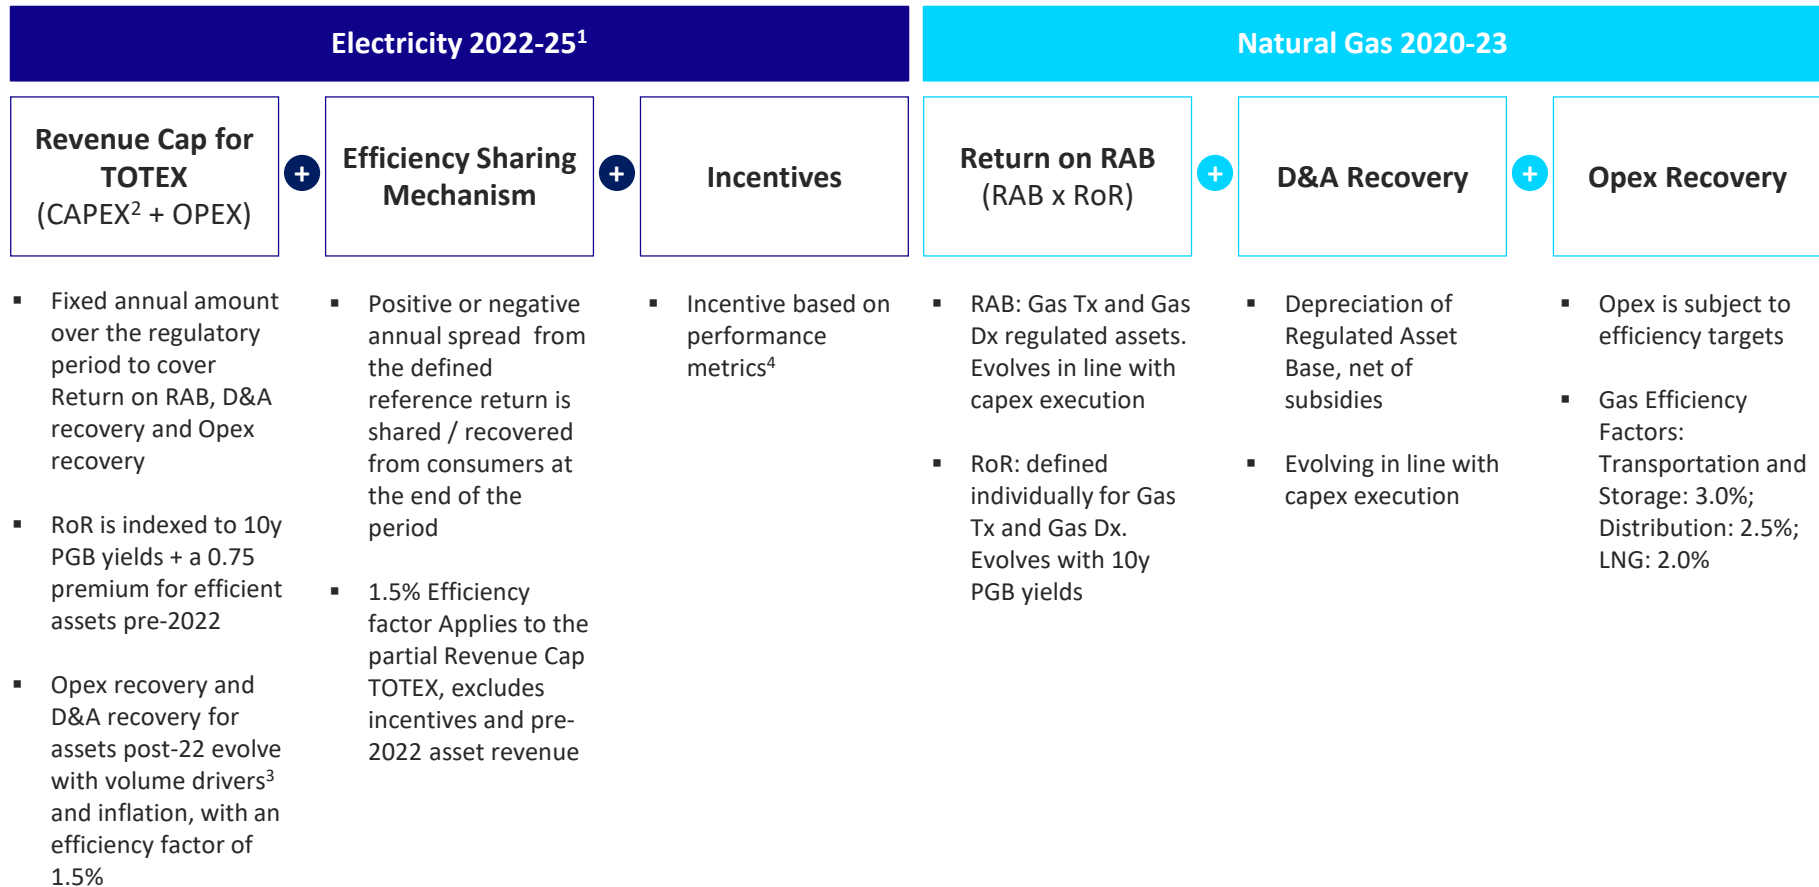 Electricity 2022-25¹
Natural Gas 2020-23
Revenue Cap for
TOTEX
(CAPEX² + OPEX)
+
Efficiency Sharing
Mechanism
+
Incentives
Return on RAB
(RAB x RoR)
+
D&A Recovery
+
Opex Recovery
▪ Fixed annual amount
over the regulatory
period to cover
Return on RAB, D&A
recovery and Opex
recovery
▪ RoR is indexed to 10y
PGB yields + a 0.75
premium for efficient
assets pre-2022
▪ Opex recovery and
D&A recovery for
assets post-22 evolve
with volume drivers³
and inflation, with an
efficiency factor of
1.5%
▪ Positive or negative
annual spread from
the defined
reference return is
shared / recovered
from consumers at
the end of the
period
▪ 1.5% Efficiency
factor Applies to the
partial Revenue Cap
TOTEX, excludes
incentives and pre-
2022 asset revenue
▪ Incentive based on
performance
metrics⁴
▪ RAB: Gas Tx and Gas
Dx regulated assets.
Evolves in line with
capex execution
▪ RoR: defined
individually for Gas
Tx and Gas Dx.
Evolves with 10y
PGB yields
▪ Depreciation of
Regulated Asset
Base, net of
subsidies
▪ Evolving in line with
capex execution
▪ Opex is subject to
efficiency targets
▪ Gas Efficiency
Factors:
Transportation and
Storage: 3.0%;
Distribution: 2.5%;
LNG: 2.0%